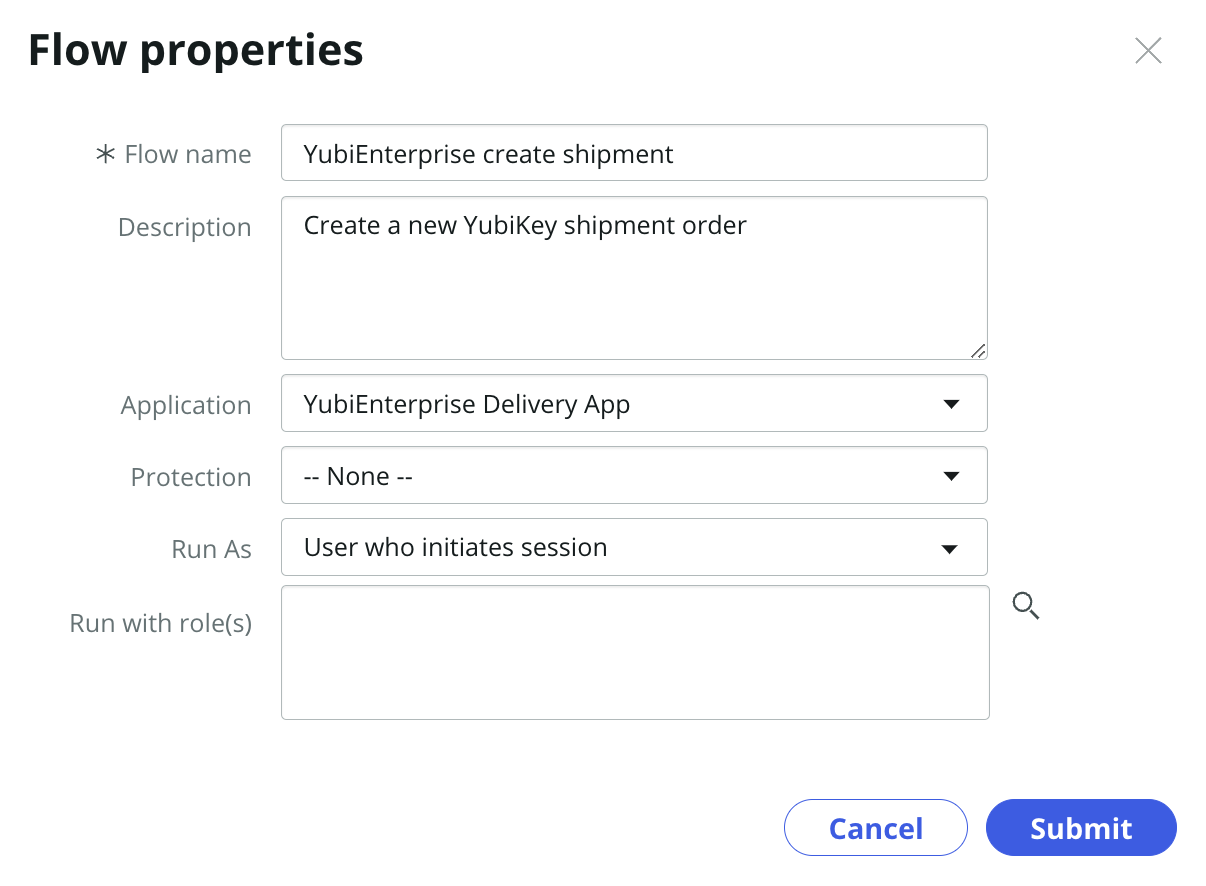 Flow properties
* Flow name
YubiEnterprise create shipment
Description
Create a new YubiKey shipment order
Application
YubiEnterprise Delivery App
Protection
-- None --
Run As
User who initiates session
Run with role(s)
Cancel
Submit